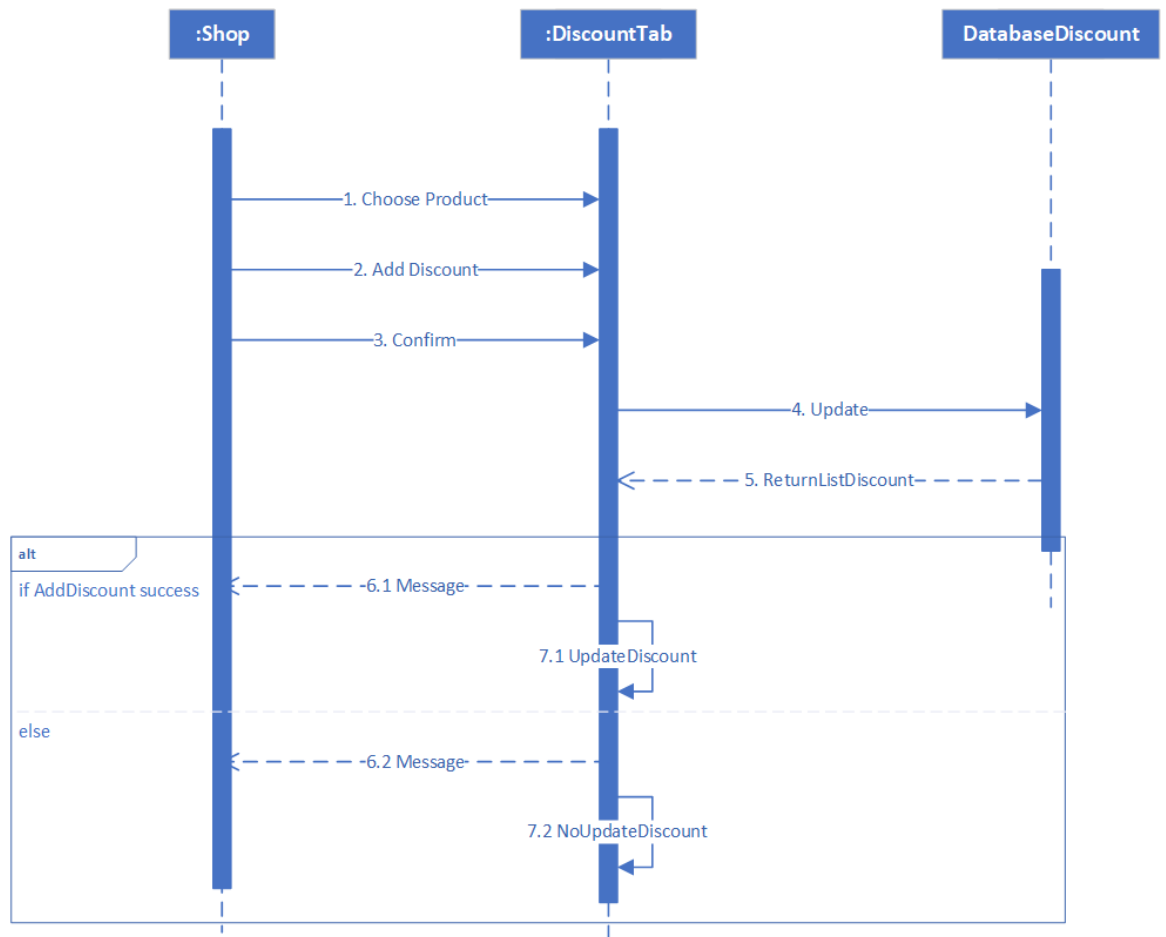 :Shop
:DiscountTab
DatabaseDiscount
1. Choose Product
2. Add Discount
3. Confirm
4. Update
5. ReturnListDiscount
alt
if AddDiscount success
6.1 Message
7.1 UpdateDiscount
else
6.2 Message
7.2 NoUpdateDiscount